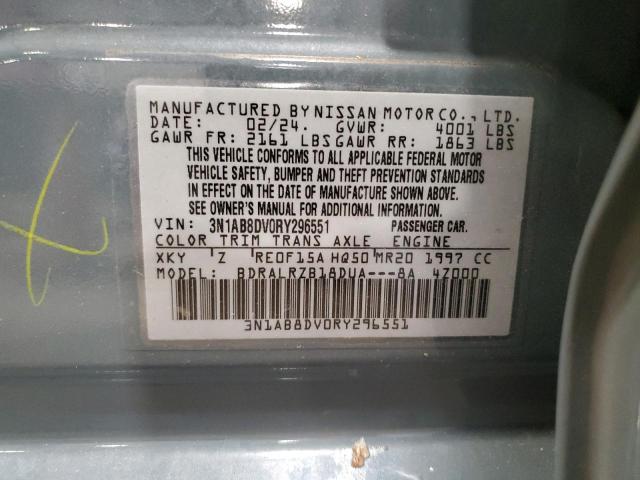 MANUFACTURED BY NISSAN MOTOR CO., LTD.
DATE: 02/24. GVWR: 4001 LBS
GAWR FR: 2161 LBS GAWR RR: 1863 LBS
THIS VEHICLE CONFORMS TO ALL APPLICABLE FEDERAL MOTOR
VEHICLE SAFETY, BUMPER AND THEFT PREVENTION STANDARDS
IN EFFECT ON THE DATE OF MANUFACTURE SHOWN ABOVE.
SEE OWNER'S MANUAL FOR ADDITIONAL INFORMATION.
VIN: 3N1AB8DV0RY296551 PASSENGER CAR.
COLOR TRIM TRANS AXLE ENGINE
XKY Z RE0F15A HQ50 MR20 1997 CC
MODEL: BDRALRZB18DUA---8A 4Z000
3N1AB8DV0RY296551